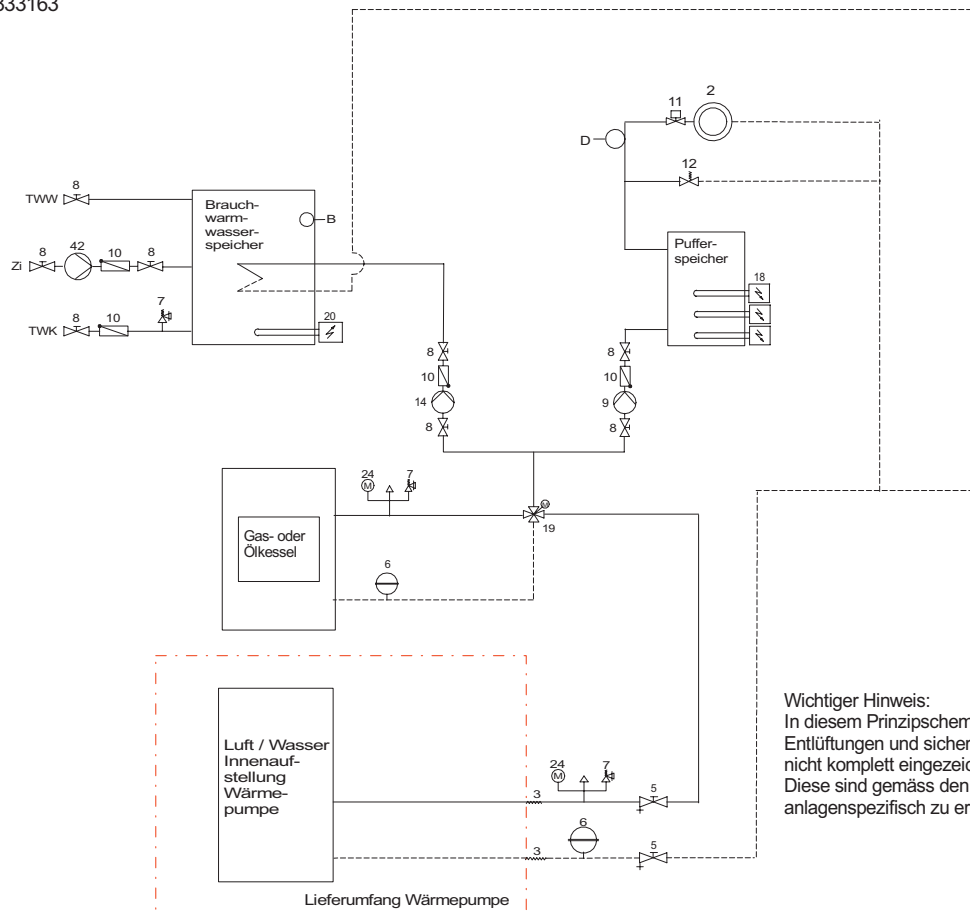 833163
2
11
D
12
8
TWW
Brauch-
warm-
wasser-
speicher
B
Puffer-
speicher
8
42
10
8
Zi
18
7
8
10
TWK
20
8
8
10
10
14
9
8
8
24
7
M
M
19
Gas- oder
Ölkessel
6
Wichtiger Hinweis:
In diesem Prinzipschem
Entlüftungen und sicher
nicht komplett eingezeic
Diese sind gemäss den
anlagenspezifisch zu er
Luft / Wasser
Innenauf-
stellung
Wärme-
pumpe
24
7
M
3
5
6
3
5
Lieferumfang Wärmepumpe